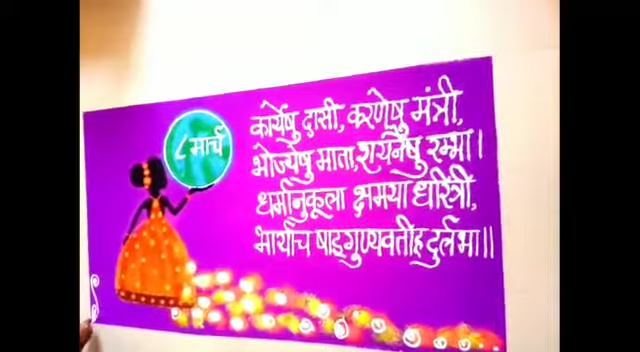 ८ मार्च
कार्येषु दासी, करणेषु मंत्री,
भोज्येषु माता, शयनेषु रम्भा।
धर्मानुकूला क्षमया धरित्री,
भार्याच षाड्गुण्यवतीह दुर्लभा॥